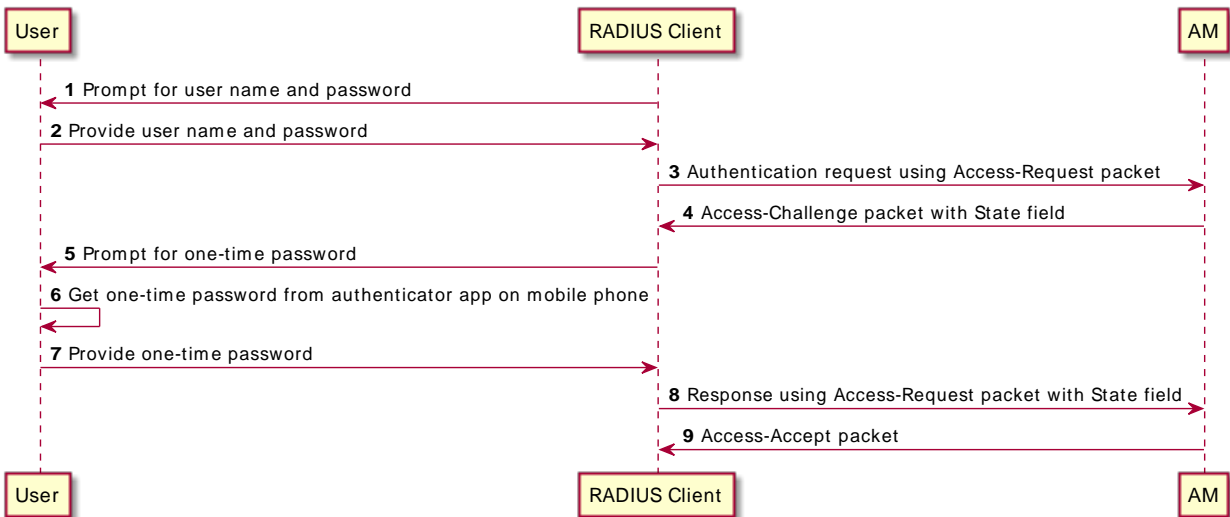 User
RADIUS Client
AM
1 Prompt for user name and password
2 Provide user name and password
3 Authentication request using Access-Request packet
4 Access-Challenge packet with State field
5 Prompt for one-time password
6 Get one-time password from authenticator app on mobile phone
7 Provide one-time password
8 Response using Access-Request packet with State field
9 Access-Accept packet
User
RADIUS Client
AM